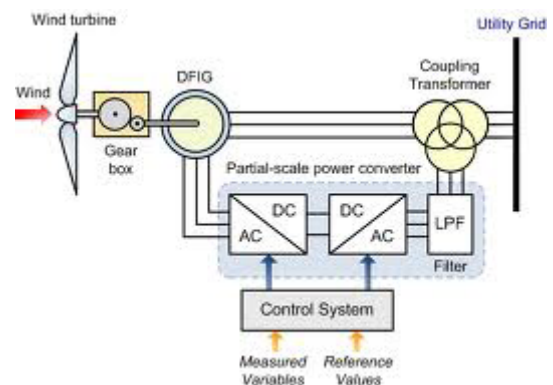 Wind turbine
Utility Grid
DFIG
Coupling
Transformer
Wind
Gear
box
Partial-scale power converter
DC
AC
DC
AC
LPF
Filter
Control System
Measured
Variables
Reference
Values